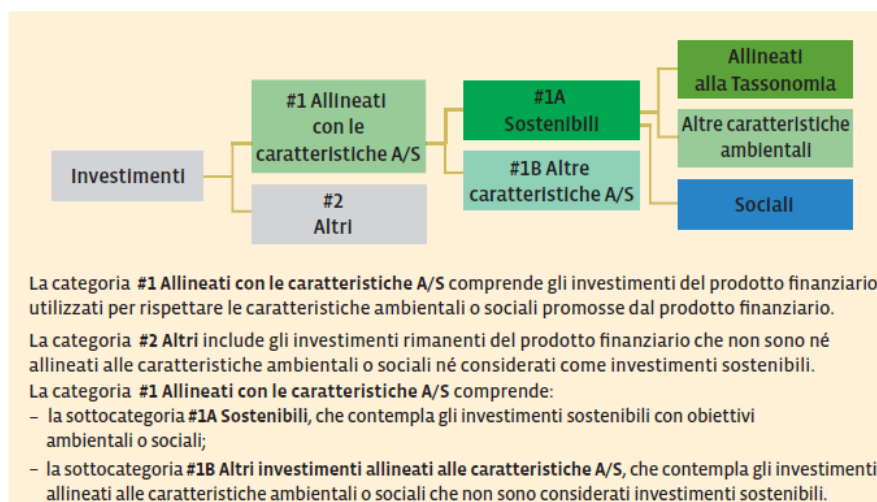 Investimenti
#1 Allineati
con le
caratteristiche A/S
#2
Altri
#1A
Sostenibili
#1B Altre
caratteristiche A/S
Allineati
alla Tassonomia
Altre caratteristiche
ambientali
Sociali
La categoria #1 Allineati con le caratteristiche A/S comprende gli investimenti del prodotto finanziario
utilizzati per rispettare le caratteristiche ambientali o sociali promosse dal prodotto finanziario.
La categoria #2 Altri include gli investimenti rimanenti del prodotto finanziario che non sono né
allineati alle caratteristiche ambientali o sociali né considerati come investimenti sostenibili.
La categoria #1 Allineati con le caratteristiche A/S comprende:
– la sottocategoria #1A Sostenibili, che contempla gli investimenti sostenibili con obiettivi
ambientali o sociali;
– la sottocategoria #1B Altri investimenti allineati alle caratteristiche A/S, che contempla gli investimenti
allineati alle caratteristiche ambientali o sociali che non sono considerati investimenti sostenibili.